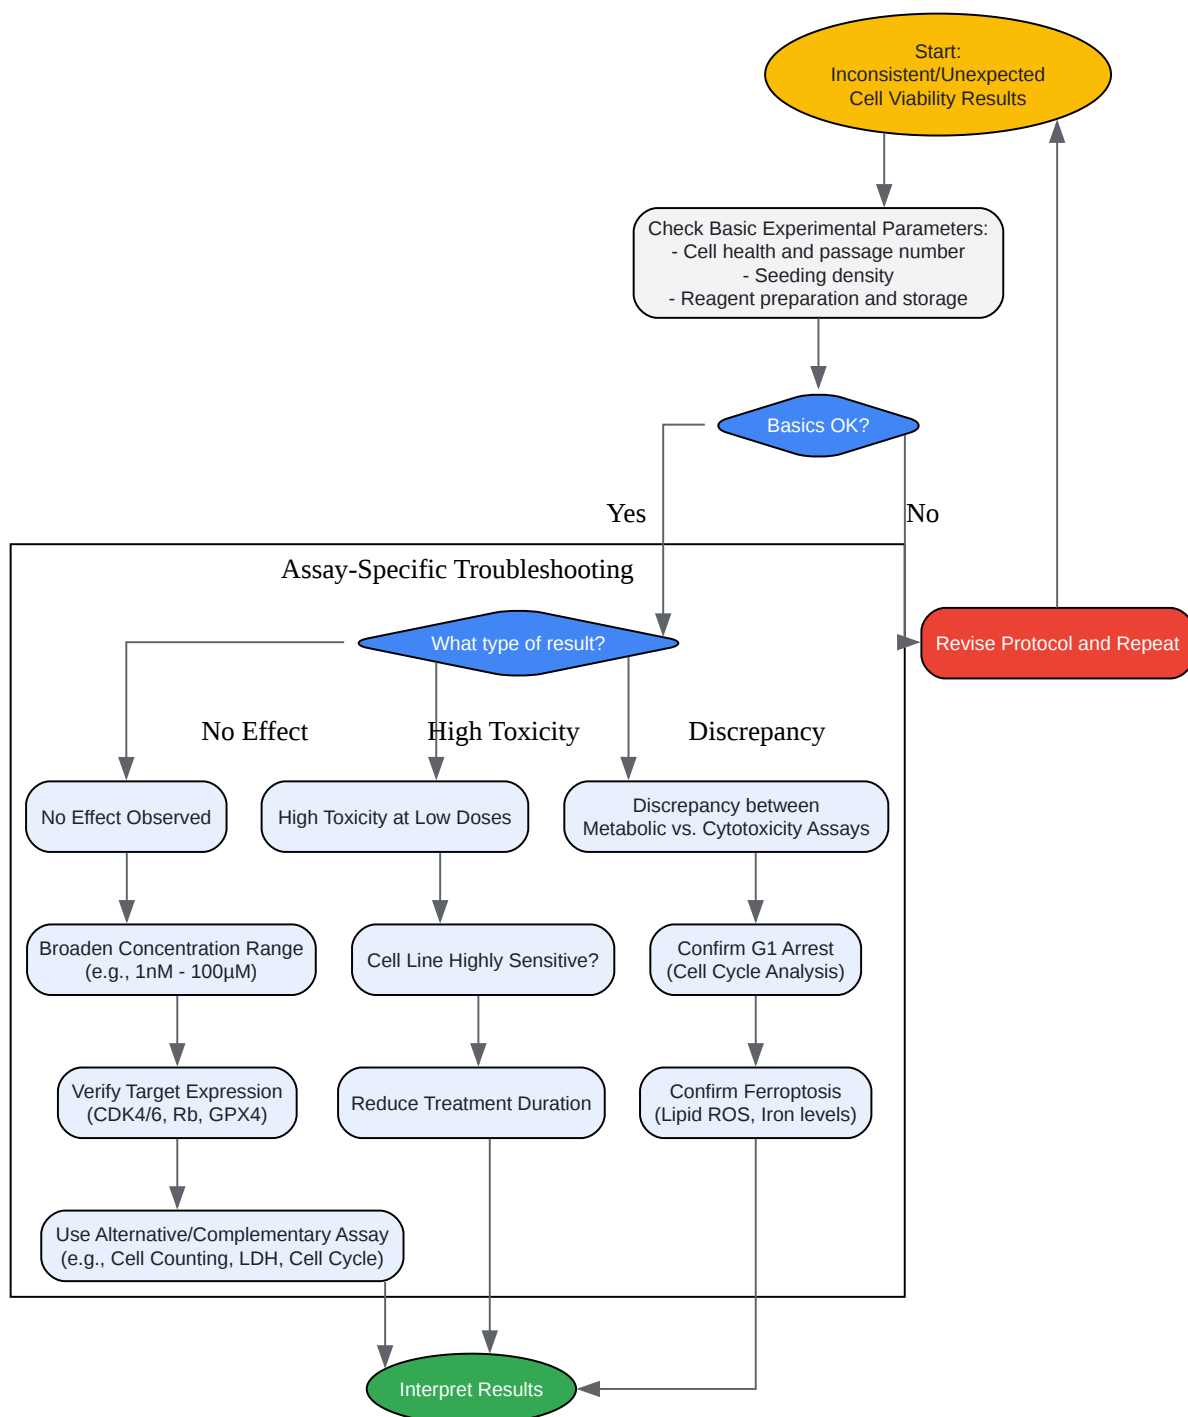 Start:
Inconsistent/Unexpected
Cell Viability Results
Check Basic Experimental Parameters:
- Cell health and passage number
- Seeding density
- Reagent preparation and storage
Basics OK?
Yes
No
Assay-Specific Troubleshooting
What type of result?
Revise Protocol and Repeat
No Effect
High Toxicity
Discrepancy
No Effect Observed
High Toxicity at Low Doses
Discrepancy between
Metabolic vs. Cytotoxicity Assays
Broaden Concentration Range
(e.g., 1nM - 100µM)
Cell Line Highly Sensitive?
Confirm G1 Arrest
(Cell Cycle Analysis)
Verify Target Expression
(CDK4/6, Rb, GPX4)
Reduce Treatment Duration
Confirm Ferroptosis
(Lipid ROS, Iron levels)
Use Alternative/Complementary Assay
(e.g., Cell Counting, LDH, Cell Cycle)
Interpret Results